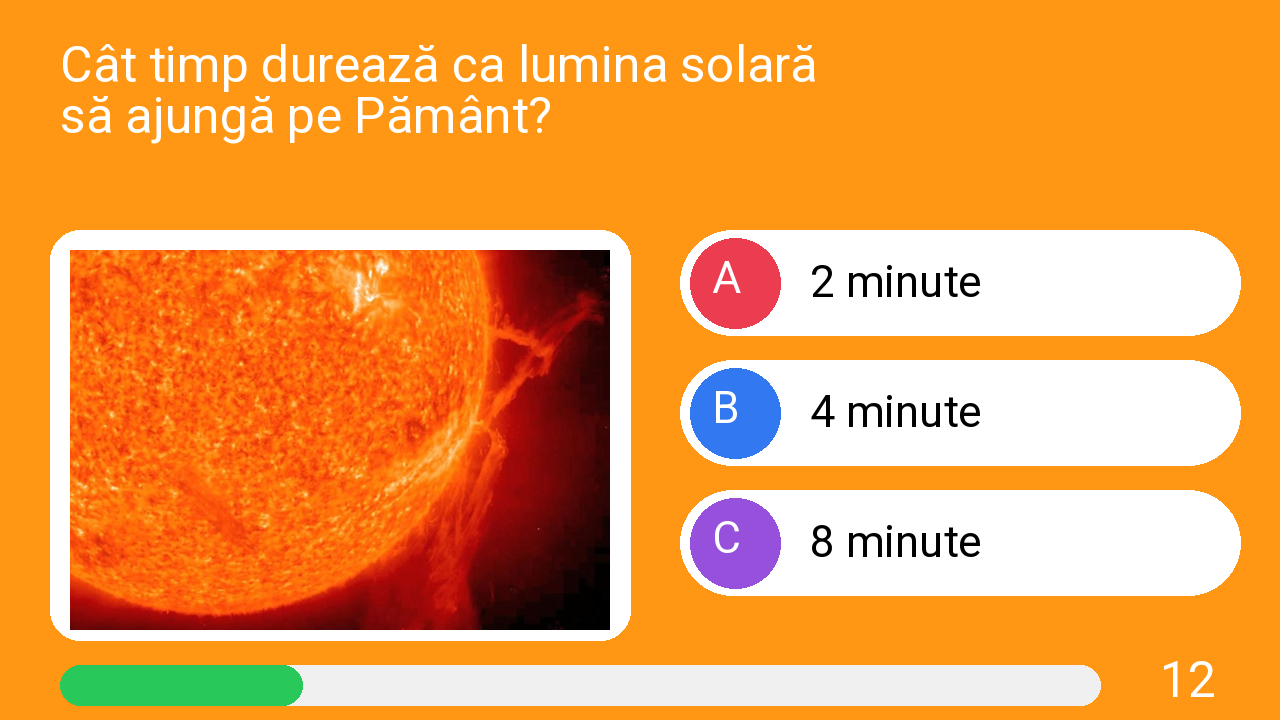 Cât timp durează ca lumina solară
să ajungă pe Pământ?
A 2 minute
B 4 minute
C 8 minute
12